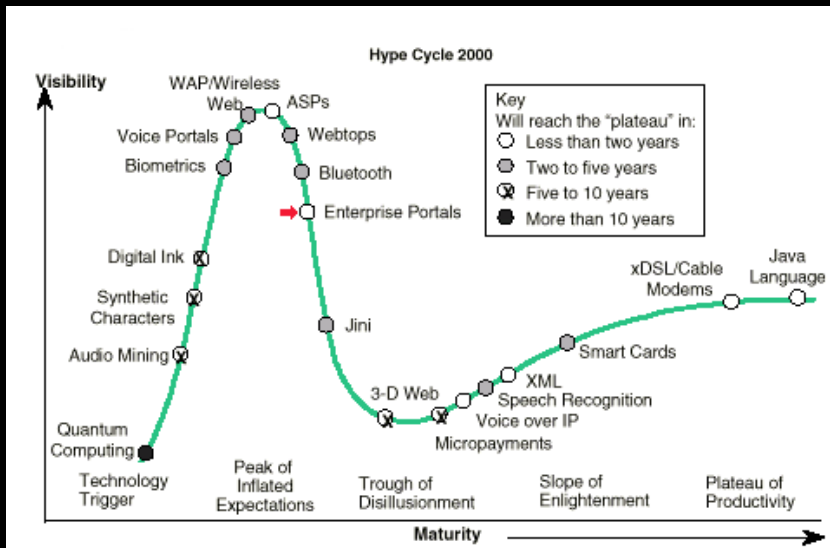 Hype Cycle 2000
Visibility
WAP/Wireless
Web
ASPs
Voice Portals
Webtops
Biometrics
Bluetooth
Enterprise Portals
Key
Will reach the "plateau" in:
Less than two years
Two to five years
Five to 10 years
More than 10 years
Digital Ink
Synthetic
Characters
Audio Mining
Jini
xDSL/Cable
Modems
Java
Language
Smart Cards
3-D Web
XML
Speech Recognition
Voice over IP
Micropayments
Quantum
Computing
Technology
Trigger
Peak of
Inflated
Expectations
Trough of
Disillusionment
Slope of
Enlightenment
Plateau of
Productivity
Maturity